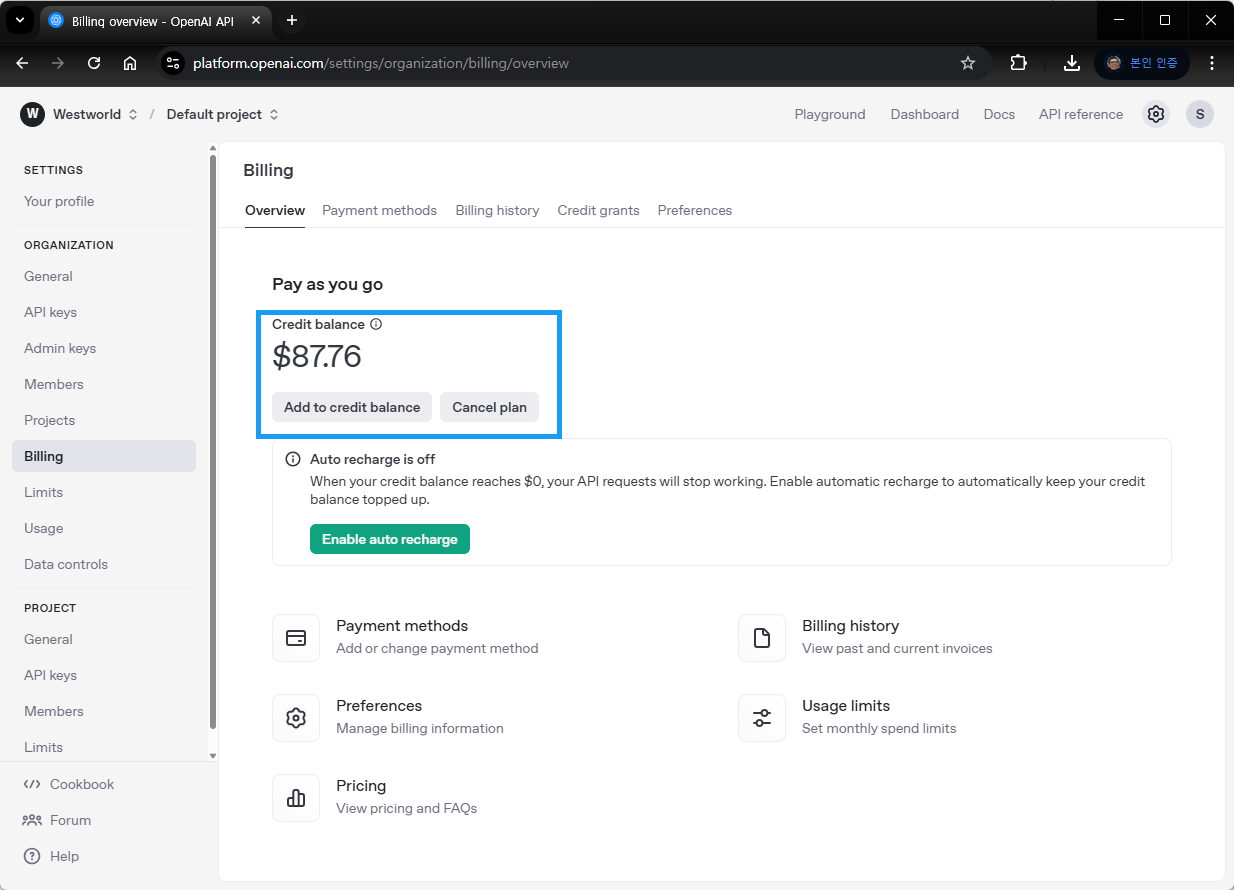 Billing overview - OpenAI API
platform.openai.com/settings/organization/billing/overview
본인 인증
W Westworld / Default project
Playground Dashboard Docs API reference S
SETTINGS
Your profile
ORGANIZATION
General
API keys
Admin keys
Members
Projects
Billing
Limits
Usage
Data controls
PROJECT
General
API keys
Members
Limits
Cookbook
Forum
Help
Billing
Overview Payment methods Billing history Credit grants Preferences
Pay as you go
Credit balance
$87.76
Add to credit balance Cancel plan
Auto recharge is off
When your credit balance reaches $0, your API requests will stop working. Enable automatic recharge to automatically keep your credit
balance topped up.
Enable auto recharge
Payment methods
Add or change payment method
Billing history
View past and current invoices
Preferences
Manage billing information
Usage limits
Set monthly spend limits
Pricing
View pricing and FAQs